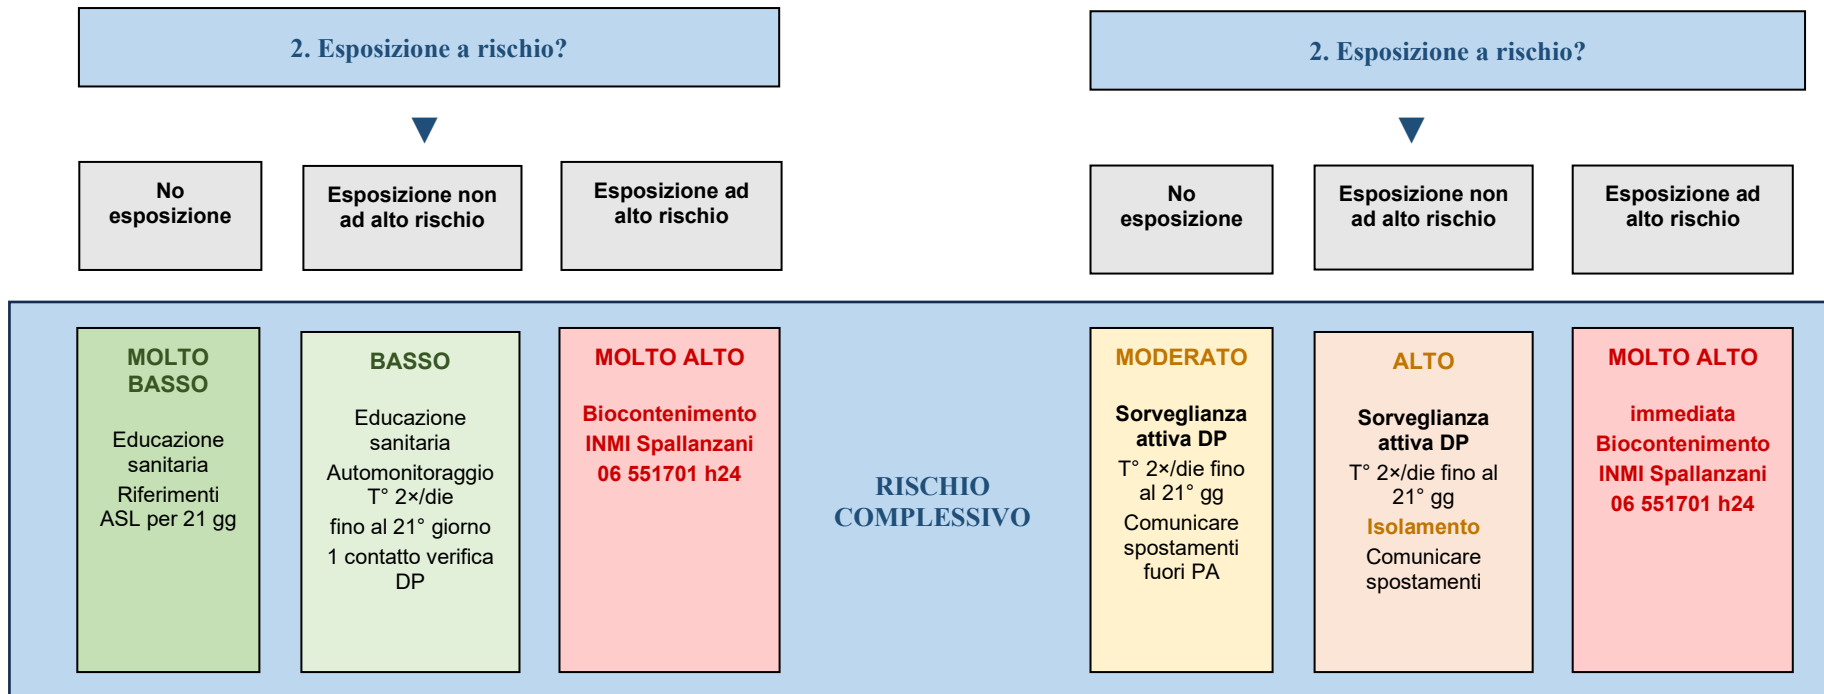 2. Esposizione a rischio?
No
esposizione
Esposizione non
ad alto rischio
Esposizione ad
alto rischio
2. Esposizione a rischio?
No
esposizione
Esposizione non
ad alto rischio
Esposizione ad
alto rischio
MOLTO
BASSO
Educazione
sanitaria
Riferimenti
ASL per 21 gg
BASSO
Educazione
sanitaria
Automonitoraggio
T° 2×/die
fino al 21° giorno
1 contatto verifica
DP
MOLTO ALTO
Biocontenimento
INMI Spallanzani
06 551701 h24
RISCHIO
COMPLESSIVO
MODERATO
Sorveglianza
attiva DP
T° 2×/die fino
al 21° gg
Comunicare
spostamenti
fuori PA
ALTO
Sorveglianza
attiva DP
T° 2×/die fino al
21° gg
Isolamento
Comunicare
spostamenti
MOLTO ALTO
immediata
Biocontenimento
INMI Spallanzani
06 551701 h24